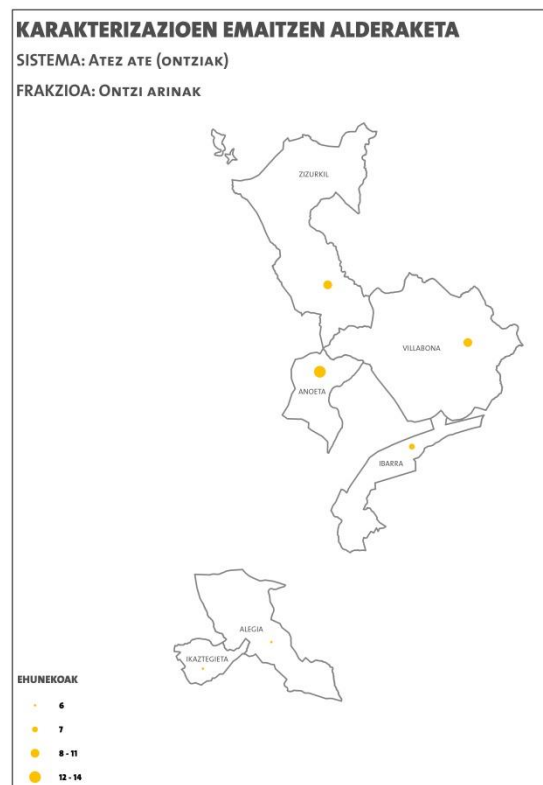 KARAKTERIZAZIOEN EMAITZEN ALDERAKETA
SISTEMA: ATEZ ATE (ONTZIAK)
FRAKZIOA: ONTZI ARINAK
ZIZURKIL
VILLABONA
ANOETA
IBARRA
ALEGIA
IKAZTEGIETA
EHUNEKOAK
6
7
8 - 11
12 - 14